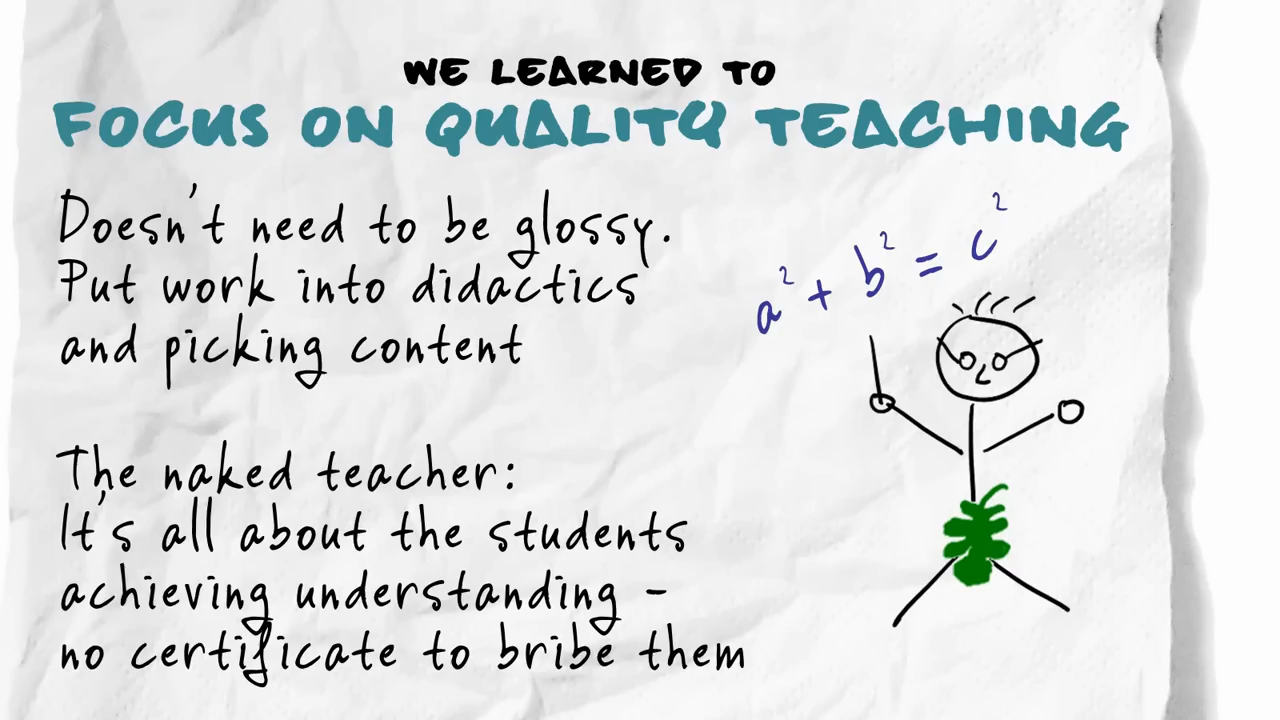 WE LEARNED TO
FOCUS ON QUALITY TEACHING
Doesn't need to be glossy.
Put work into didactics
and picking content
a² + b² = c²
The naked teacher:
It's all about the students
achieving understanding -
no certificate to bribe them